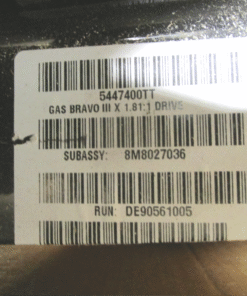 5447400TT
GAS BRAVO III X 1.81:1 DRIVE
SUBASSY: 8M8027036
RUN: DE90561005